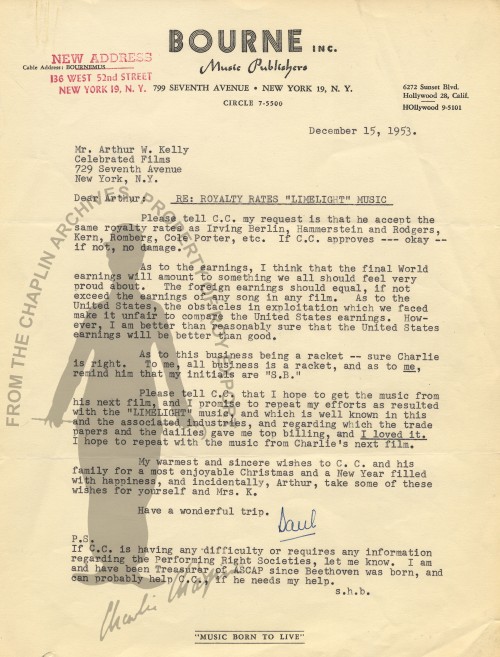 BOURNE INC.
Music Publishers
NEW ADDRESS
Cable Address: BOURNEMUS
136 WEST 52nd STREET
NEW YORK 19, N. Y.
799 SEVENTH AVENUE • NEW YORK 19, N. Y.
CIRCLE 7-5500
6272 Sunset Blvd.
Hollywood 28, Calif.
HOllywood 9-5101
December 15, 1953.
Mr. Arthur W. Kelly
Celebrated Films
729 Seventh Avenue
New York, N.Y.
Dear Arthur: RE: ROYALTY RATES "LIMELIGHT" MUSIC
Please tell C.C. my request is that he accept the
same royalty rates as Irving Berlin, Hammerstein and Rodgers,
Kern, Romberg, Cole Porter, etc. If C.C. approves --- okay --
if not, no damage.
As to the earnings, I think that the final World
earnings will amount to something we all should feel very
proud about. The foreign earnings should equal, if not
exceed the earnings of any song in any film. As to the
United States, the obstacles in exploitation which we faced
make it unfair to compare the United States earnings. How-
ever, I am better than reasonably sure that the United States
earnings will be better than good.
As to this business being a racket -- sure Charlie
is right. To me, all business is a racket, and as to me,
remind him that my initials are "S.B."
Please tell C.C. that I hope to get the music from
his next film, and I promise to repeat my efforts as resulted
with the "LIMELIGHT" music, and which is well known in this
and the associated industries, and regarding which the trade
papers and the dailies gave me top billing, and I loved it.
I hope to repeat with the music from Charlie's next film.
My warmest and sincere wishes to C. C. and his
family for a most enjoyable Christmas and a New Year filled
with happiness, and incidentally, Arthur, take some of these
wishes for yourself and Mrs. K.
Have a wonderful trip.
Saul
P.S.
If C.C. is having any difficulty or requires any information
regarding the Performing Right Societies, let me know. I am
and have been Treasurer of ASCAP since Beethoven was born, and
can probably help C.C., if he needs my help.
s.h.b.
"MUSIC BORN TO LIVE"
FROM THE CHAPLIN ARCHIVES. PROPERTY OF ROY EXPORT
Charlie Chaplin